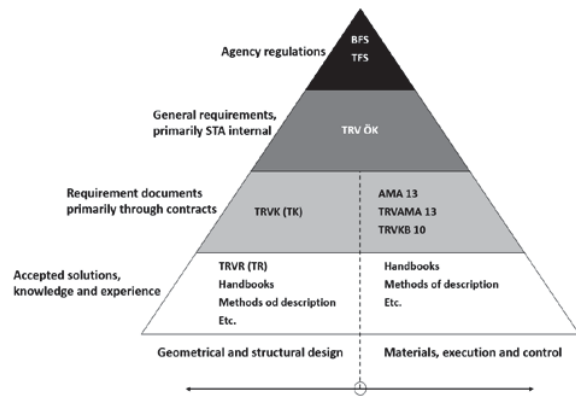 BFS
TFS
Agency regulations
General requirements,
primarily STA internal
TRV ÖK
Requirement documents
primarily through contracts
TRVK (TK)
AMA 13
TRVAMA 13
TRVKB 10
Accepted solutions,
knowledge and experience
TRVR (TR)
Handbooks
Methods od description
Etc.
Handbooks
Methods of description
Etc.
Geometrical and structural design
Materials, execution and control